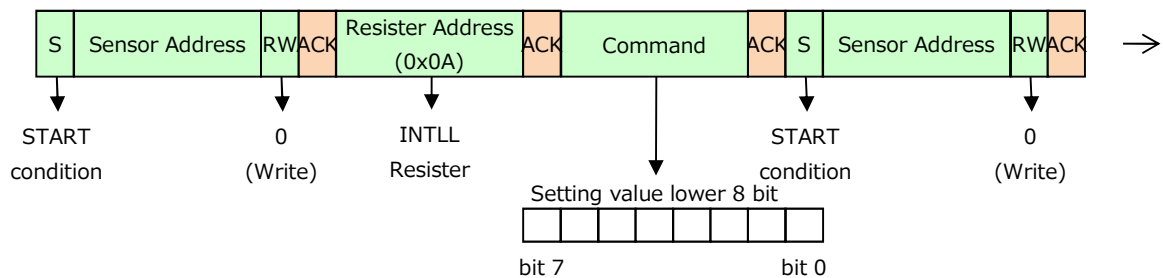 S Sensor Address RW ACK Resister Address (0x0A) ACK Command ACK S Sensor Address RW ACK
START condition
0 (Write)
INTLL Resister
START condition
0 (Write)
Setting value lower 8 bit
bit 7 bit 0